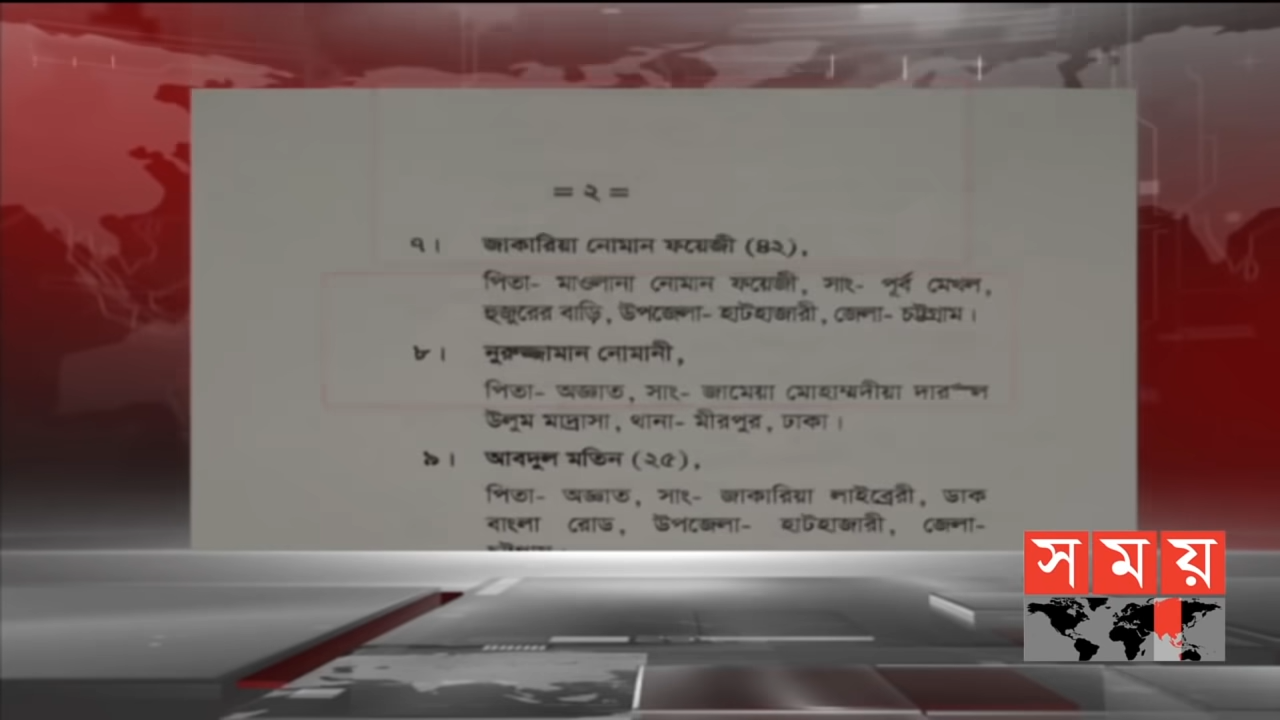 = ২ =
৭। জাকারিয়া নোমান ফয়েজী (৪২),
পিতা- মাওলানা নোমান ফয়েজী, সাং- পূর্ব মেখল,
হুজুরের বাড়ি, উপজেলা- হাটহাজারী, জেলা- চট্টগ্রাম।
৮। নুরুজ্জামান নোমানী,
পিতা- অজ্ঞাত, সাং- জামেয়া মোহাম্মদীয়া
উলুম মাদ্রাসা, থানা- মীরপুর, ঢাকা।
৯। আবদুল মতিন (২৫),
পিতা- অজ্ঞাত, সাং- জাকারিয়া লাইব্রেরী, ডাক
বাংলা রোড, উপজেলা- হাটহাজারী, জেলা-
সময়